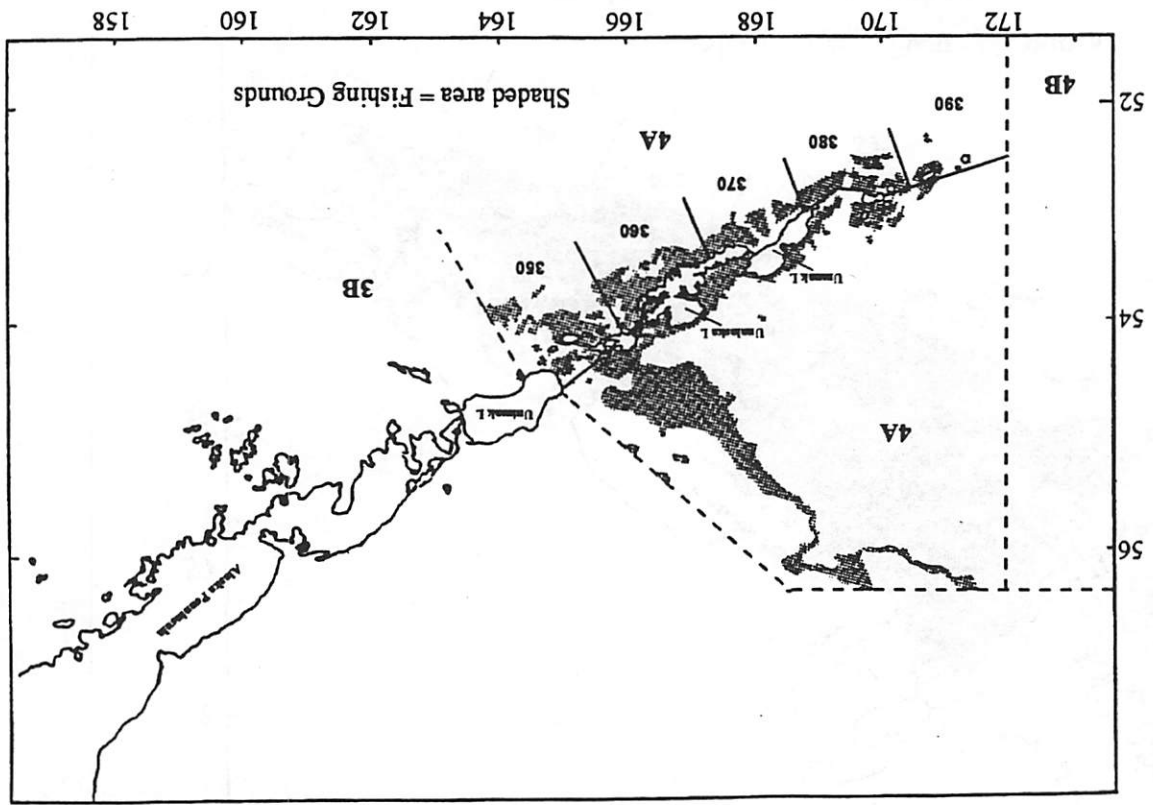 Alaska Peninsula
56
4A
Unimak I.
Unalaska I.
54
3B
Umnak I.
350
360
370
380
4A
390
52
Shaded area = Fishing Grounds
4B
172 170 168 166 164 162 160 158